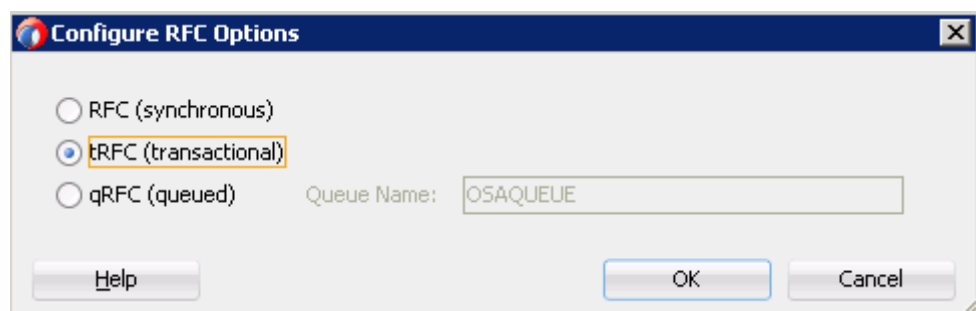 Configure RFC Options
RFC (synchronous)
tRFC (transactional)
qRFC (queued) Queue Name: OSAQUEUE
Help OK Cancel